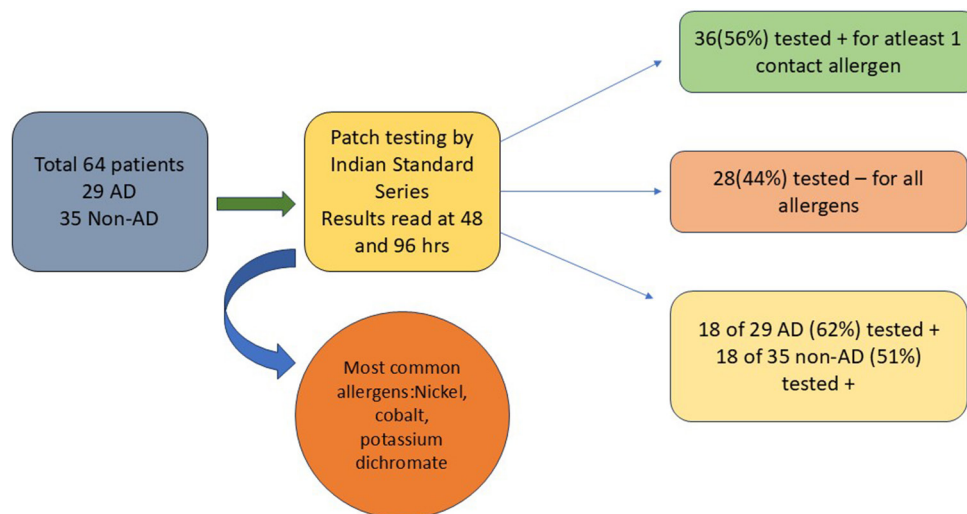 Total 64 patients
29 AD
35 Non-AD
Patch testing by
Indian Standard
Series
Results read at 48
and 96 hrs
Most common
allergens:Nickel,
cobalt,
potassium
dichromate
36(56%) tested + for atleast 1
contact allergen
28(44%) tested – for all
allergens
18 of 29 AD (62%) tested +
18 of 35 non-AD (51%)
tested +